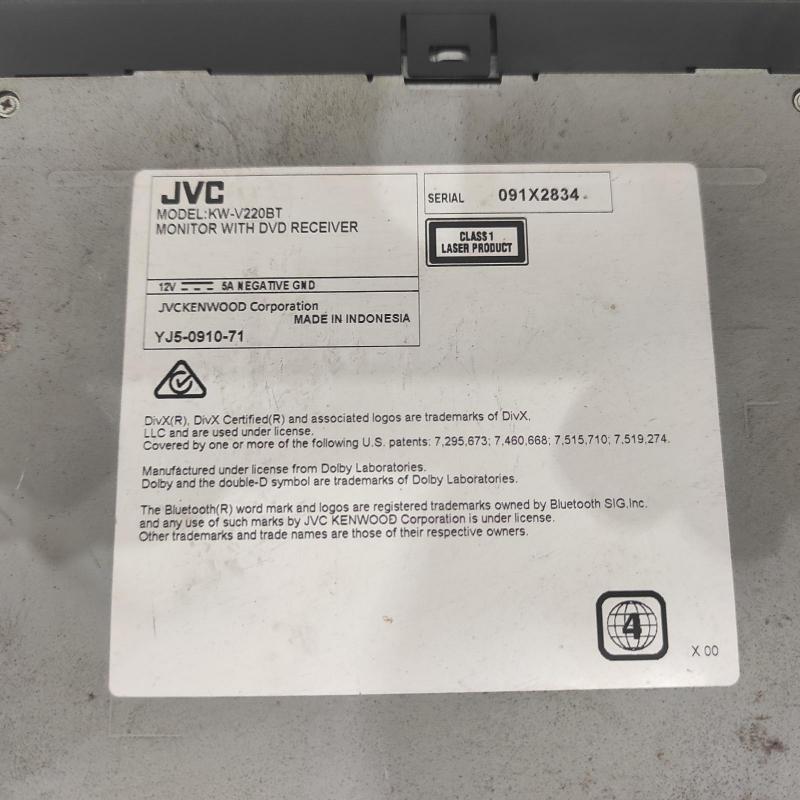 JVC
MODEL:KW-V220BT
MONITOR WITH DVD RECEIVER
SERIAL 091X2834
CLASS 1
LASER PRODUCT
12V 5A NEGATIVE GND
JVCKENWOOD Corporation
MADE IN INDONESIA
YJ5-0910-71
DivX(R), DivX Certified(R) and associated logos are trademarks of DivX,
LLC and are used under license.
Covered by one or more of the following U.S. patents: 7,295,673; 7,460,668; 7,515,710; 7,519,274.
Manufactured under license from Dolby Laboratories.
Dolby and the double-D symbol are trademarks of Dolby Laboratories.
The Bluetooth(R) word mark and logos are registered trademarks owned by Bluetooth SIG,Inc.
and any use of such marks by JVC KENWOOD Corporation is under license.
Other trademarks and trade names are those of their respective owners.
4
X 00